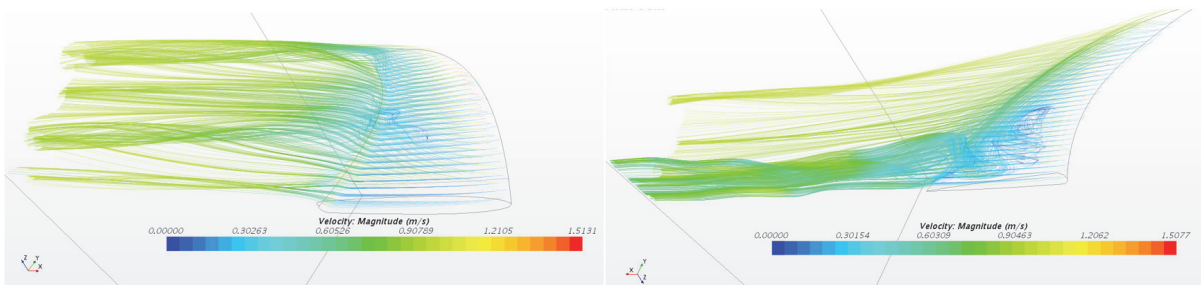 Velocity: Magnitude (m/s)
0.00000 0.30263 0.60526 0.90789 1.2105 1.5131
Z Y X
Velocity: Magnitude (m/s)
0.00000 0.30154 0.60309 0.90463 1.2062 1.5077
X Y Z